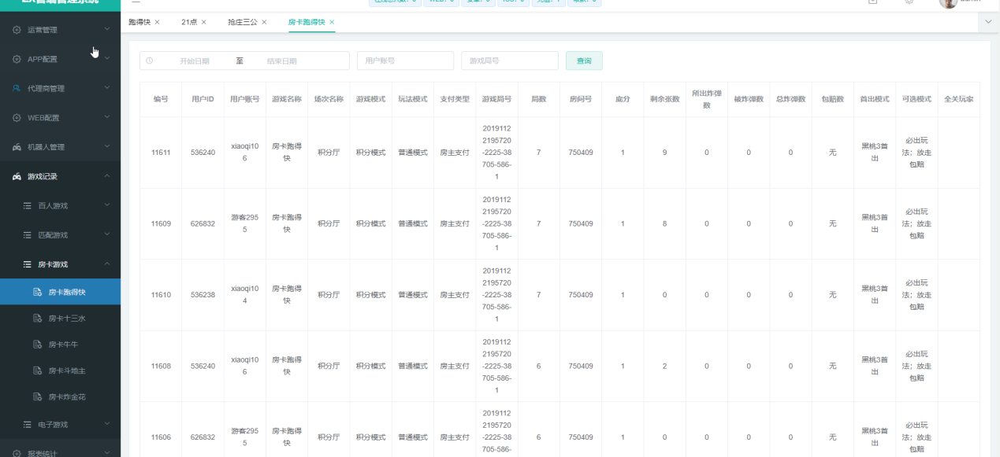 跑得快 ×
21点 ×
抢庄三公 ×
房卡跑得快 ×
运营管理
APP配置
代理商管理
WEB配置
机器人管理
游戏记录
百人游戏
匹配游戏
房卡游戏
房卡跑得快
房卡十三水
房卡牛牛
房卡斗地主
房卡炸金花
电子游戏
报表统计
开始日期 至 结束日期 用户账号 游戏局号 查询
编号 用户ID 用户账号 游戏名称 场次名称 游戏模式 玩法模式 支付类型 游戏局号 局数 房间号 底分 剩余张数 所出炸弹数 被炸弹数 总炸弹数 包赔数 首出模式 可选模式 全关玩家
11611 536240 xiaoqi106 房卡跑得快 积分厅 积分模式 普通模式 房主支付 20191122195720-2225-38705-586-1 7 750409 1 9 0 0 0 无 黑桃3首出 必出玩法；放走包赔
11609 626832 游客2955 房卡跑得快 积分厅 积分模式 普通模式 房主支付 20191122195720-2225-38705-586-1 7 750409 1 8 0 0 0 无 黑桃3首出 必出玩法；放走包赔
11610 536238 xiaoqi104 房卡跑得快 积分厅 积分模式 普通模式 房主支付 20191122195720-2225-38705-586-1 7 750409 1 0 0 0 0 无 黑桃3首出 必出玩法；放走包赔
11608 536240 xiaoqi106 房卡跑得快 积分厅 积分模式 普通模式 房主支付 20191122195720-2225-38705-586-1 6 750409 1 2 0 0 0 无 黑桃3首出 必出玩法；放走包赔
11606 626832 游客2955 房卡跑得快 积分厅 积分模式 普通模式 房主支付 20191122195720-2225-38705-586- 6 750409 1 0 0 0 0 无 黑桃3首出 必出玩法；放走包赔